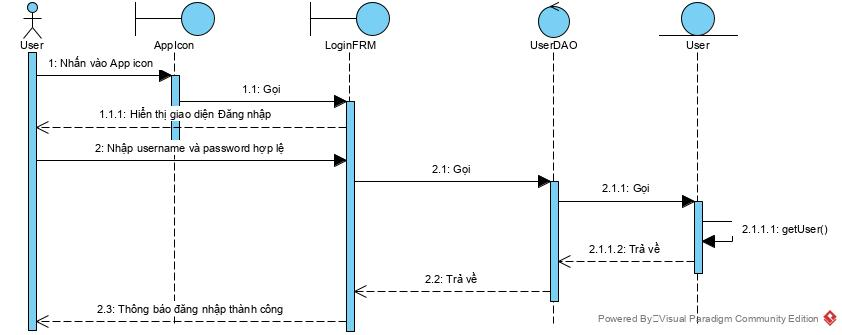 User
AppIcon
LoginFRM
UserDAO
User
1: Nhấn vào App icon
1.1: Gọi
1.1.1: Hiển thị giao diện Đăng nhập
2: Nhập username và password hợp lệ
2.1: Gọi
2.1.1: Gọi
2.1.1.1: getUser()
2.1.1.2: Trả về
2.2: Trả về
2.3: Thông báo đăng nhập thành công
Powered By Visual Paradigm Community Edition